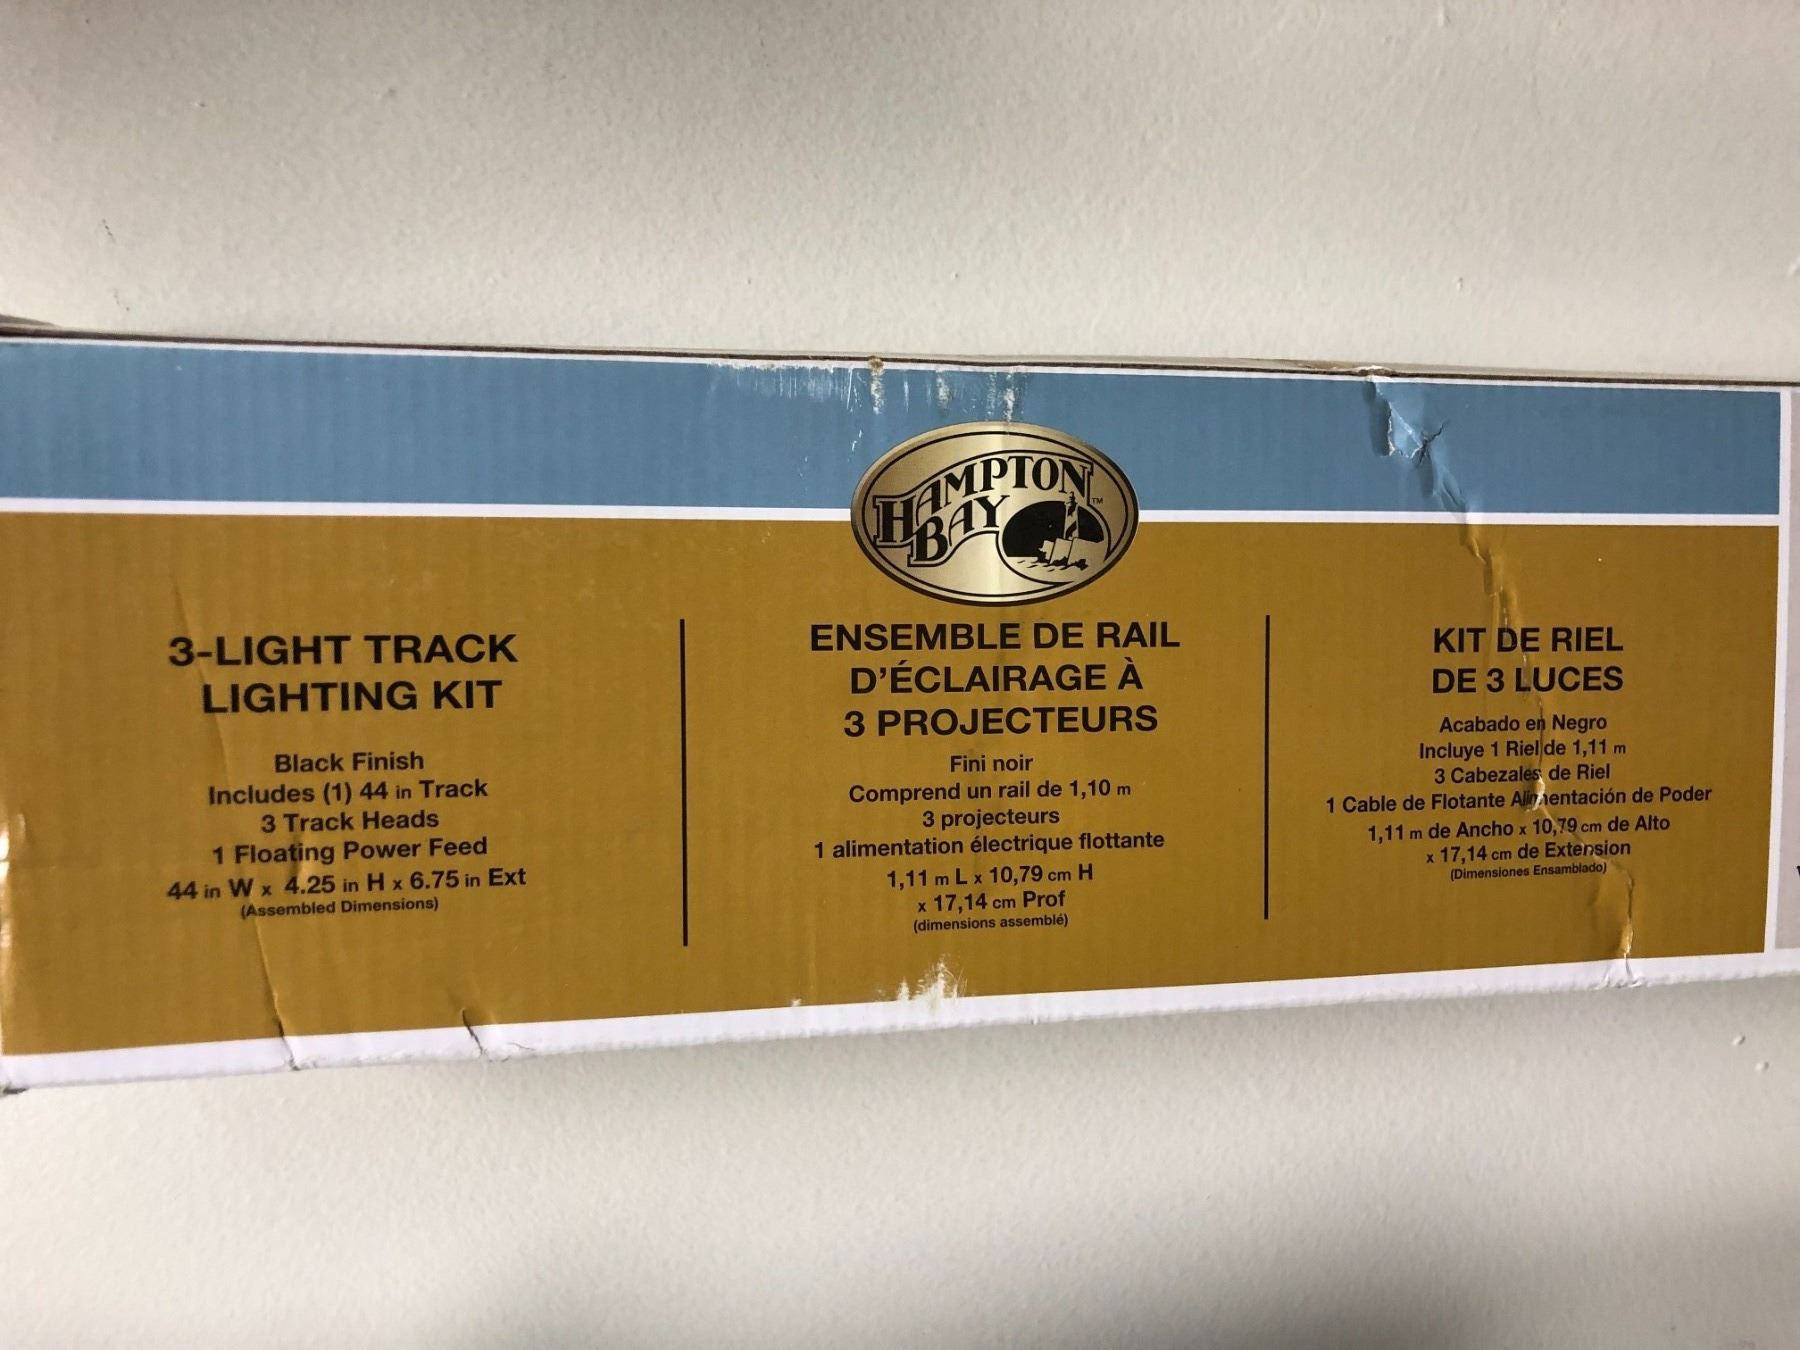 HAMPTON
BAY™
3-LIGHT TRACK
LIGHTING KIT
Black Finish
Includes (1) 44 in Track
3 Track Heads
1 Floating Power Feed
44 in W x 4.25 in H x 6.75 in Ext
(Assembled Dimensions)
ENSEMBLE DE RAIL
D'ÉCLAIRAGE À
3 PROJECTEURS
Fini noir
Comprend un rail de 1,10 m
3 projecteurs
1 alimentation électrique flottante
1,11 m L x 10,79 cm H
x 17,14 cm Prof
(dimensions assemblé)
KIT DE RIEL
DE 3 LUCES
Acabado en Negro
Incluye 1 Riel de 1,11 m
3 Cabezales de Riel
1 Cable de Flotante Alimentación de Poder
1,11 m de Ancho x 10,79 cm de Alto
x 17,14 cm de Extension
(Dimensiones Ensamblado)